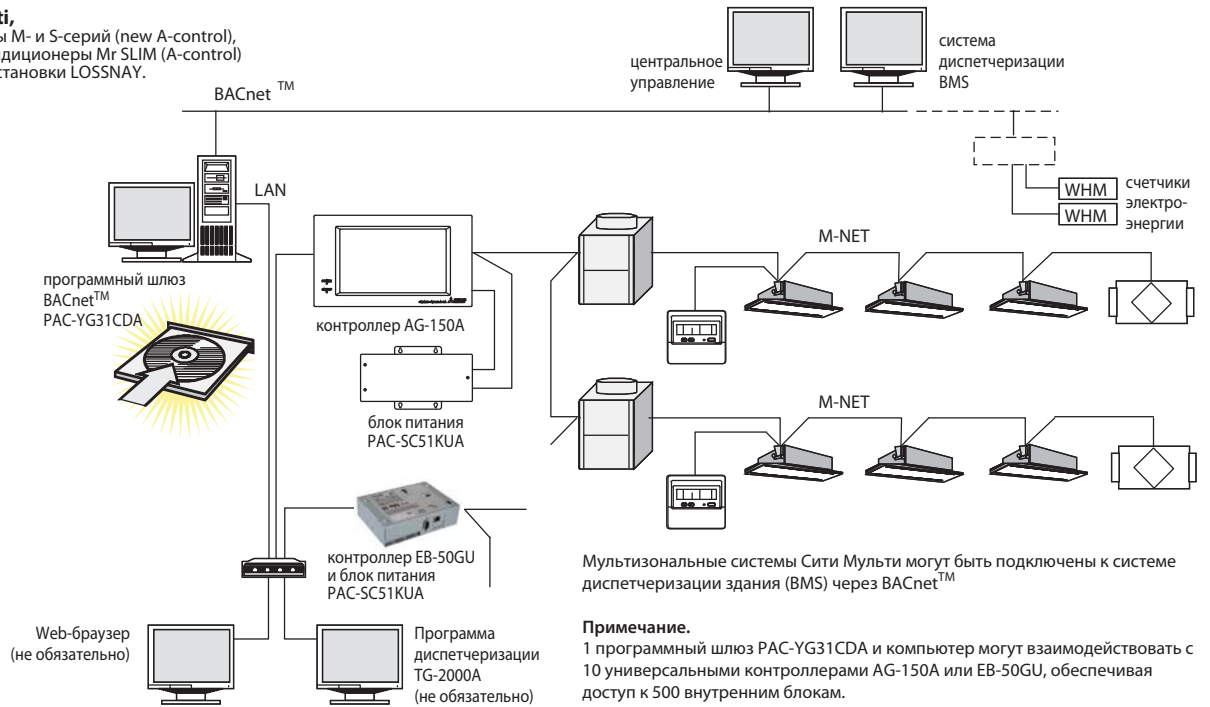 ti,
ы M- и S-серий (new A-control),
ндиционеры Mr SLIM (A-control)
становки LOSSNAY.
BACnet TM
центральное
управление
система
диспетчеризации
BMS
LAN
WHM
WHM
счетчики
электро-
энергии
программный шлюз
BACnetTM
PAC-YG31CDA
контроллер AG-150A
M-NET
блок питания
PAC-SC51KUA
M-NET
контроллер EB-50GU
и блок питания
PAC-SC51KUA
Web-браузер
(не обязательно)
Программа
диспетчеризации
TG-2000A
(не обязательно)
Мультизональные системы Сити Мульти могут быть подключены к системе
диспетчеризации здания (BMS) через BACnetTM
Примечание.
1 программный шлюз PAC-YG31CDA и компьютер могут взаимодействовать с
10 универсальными контроллерами AG-150A или EB-50GU, обеспечивая
доступ к 500 внутренним блокам.